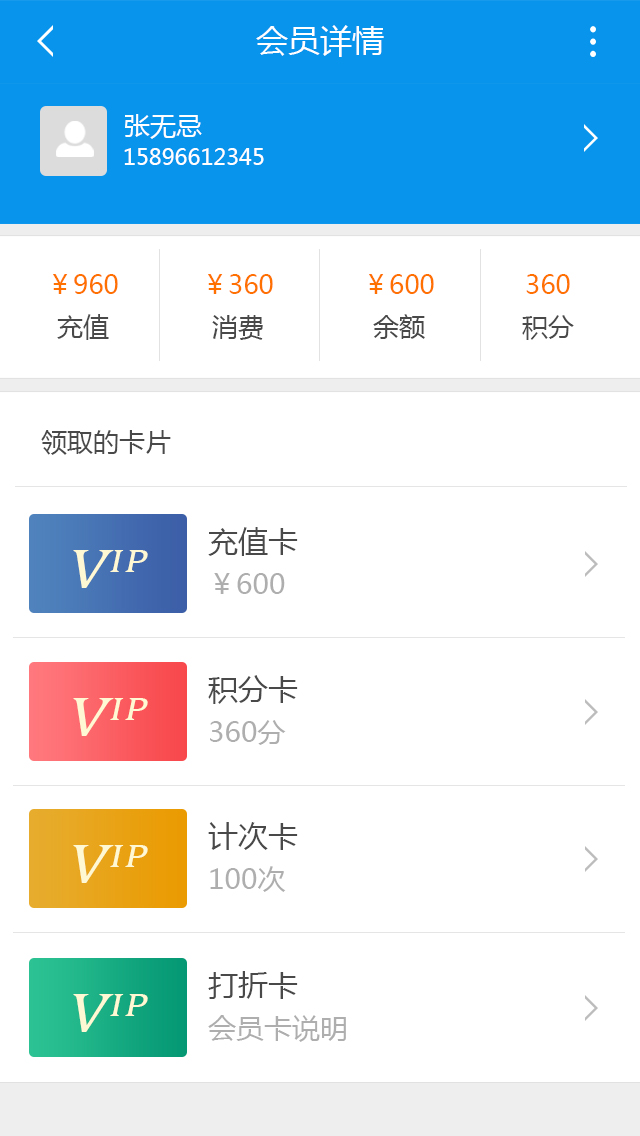 会员详情
张无忌
15896612345
¥960 ¥360 ¥600 360
充值 消费 余额 积分
领取的卡片
VIP
充值卡
¥600
VIP
积分卡
360分
VIP
计次卡
100次
VIP
打折卡
会员卡说明